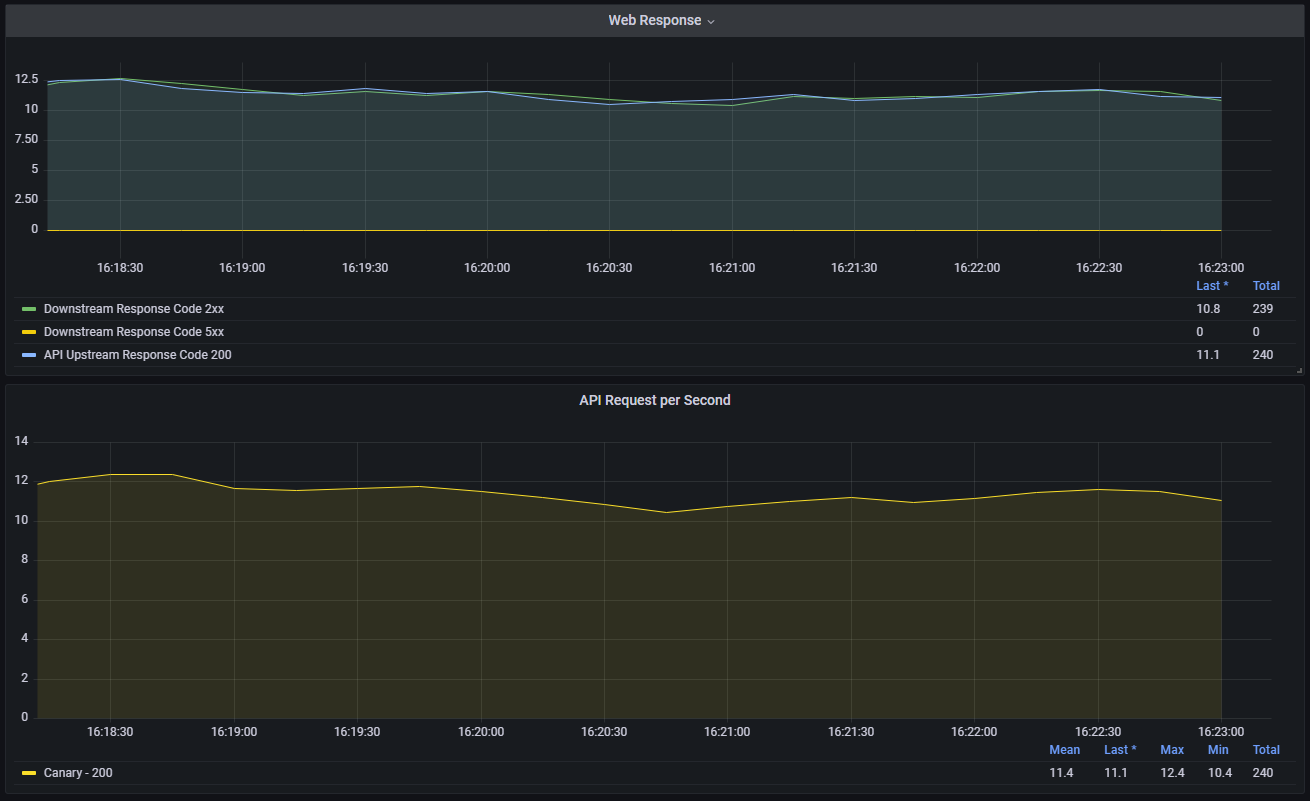 Web Response
12.5
10
7.50
5
2.50
0
16:18:30 16:19:00 16:19:30 16:20:00 16:20:30 16:21:00 16:21:30 16:22:00 16:22:30 16:23:00
Last * Total
Downstream Response Code 2xx 10.8 239
Downstream Response Code 5xx 0 0
API Upstream Response Code 200 11.1 240
API Request per Second
14
12
10
8
6
4
2
0
16:18:30 16:19:00 16:19:30 16:20:00 16:20:30 16:21:00 16:21:30 16:22:00 16:22:30 16:23:00
Mean Last * Max Min Total
Canary - 200 11.4 11.1 12.4 10.4 240